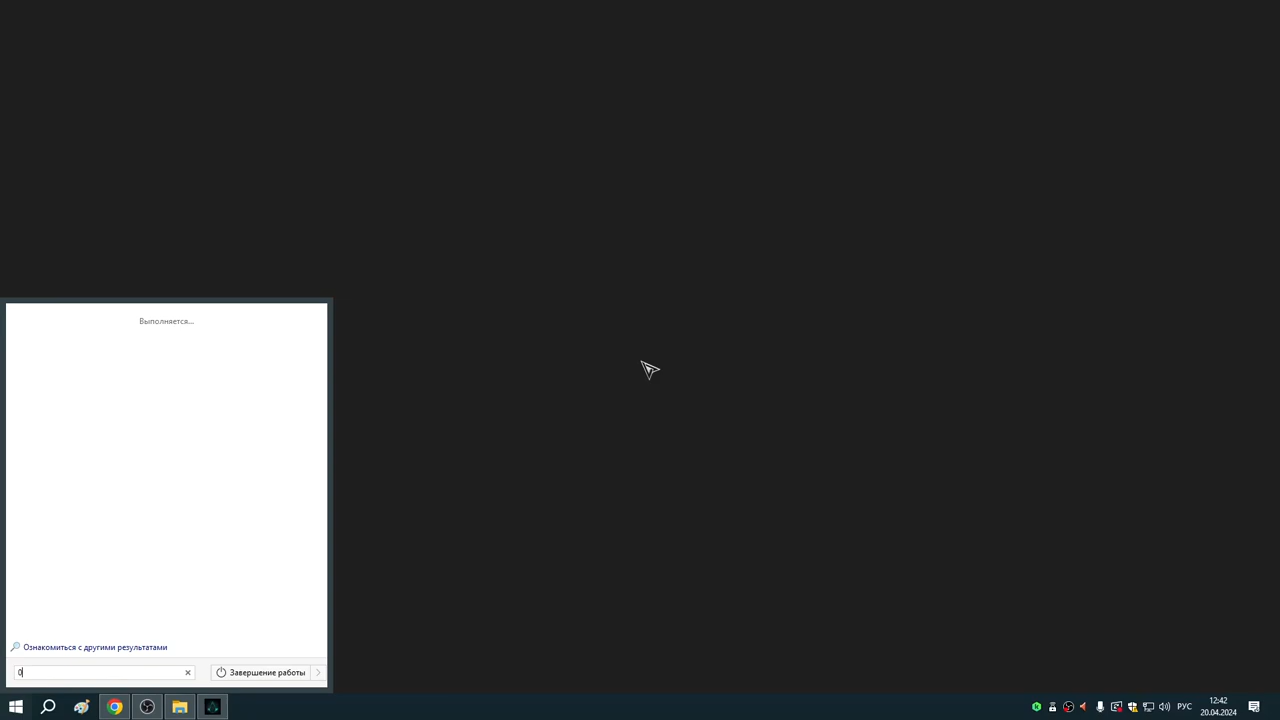 Выполняется...
Ознакомиться с другими результатами
0
Завершение работы
РУС
12:42
20.04.2024